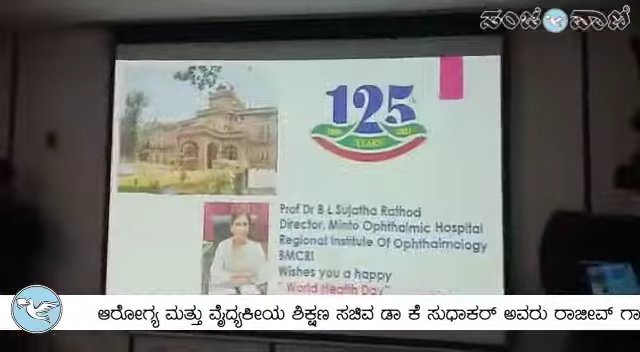 ಸಂಜೆವಾಣಿ
125th
YEARS
Prof Dr B L Sujatha Rathod
Director, Minto Ophthalmic Hospital
Regional Institute Of Ophthalmology
BMCRI
Wishes you a happy
" World Health Day"
ಆರೋಗ್ಯ ಮತ್ತು ವೈದ್ಯಕೀಯ ಶಿಕ್ಷಣ ಸಚಿವ ಡಾ ಕೆ ಸುಧಾಕರ್ ಅವರು ರಾಜೀವ್ ಗಾ